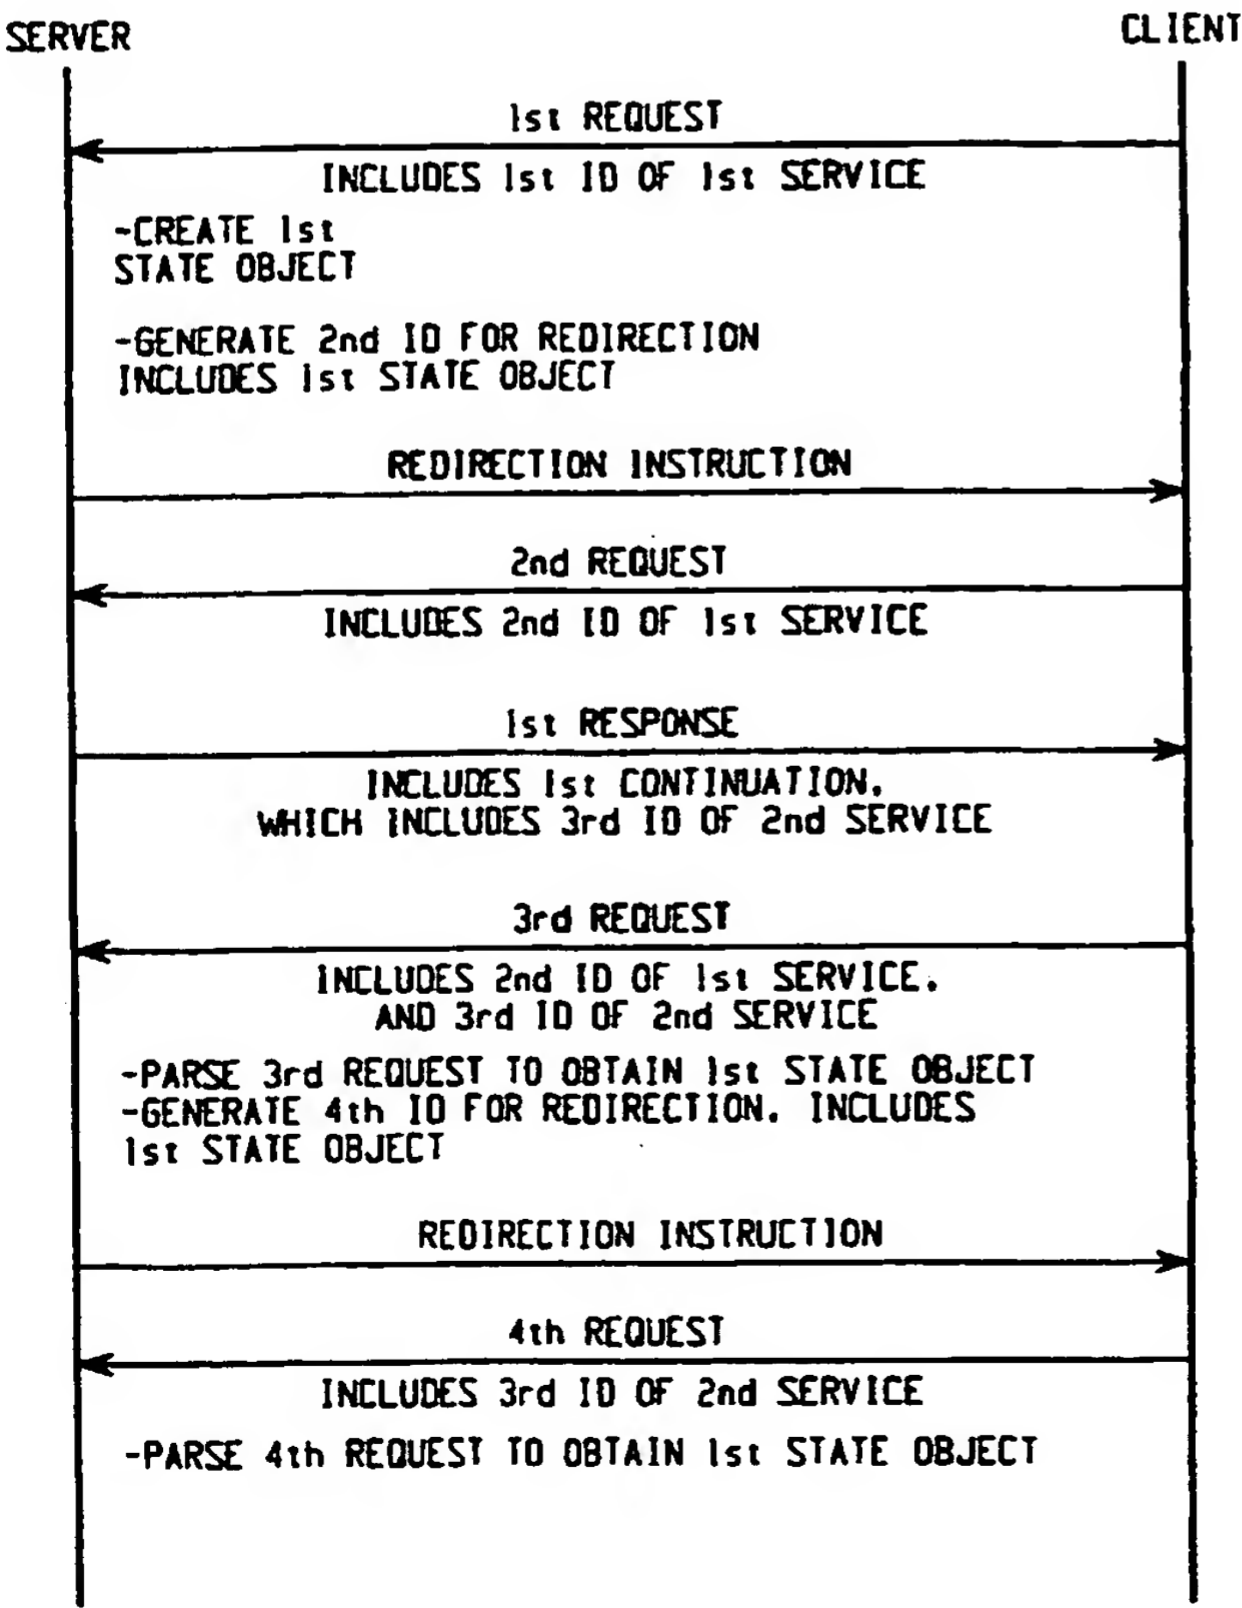 SERVER
CLIENT
1st REQUEST
INCLUDES 1st ID OF 1st SERVICE
-CREATE 1st
STATE OBJECT
-GENERATE 2nd ID FOR REDIRECTION
INCLUDES 1st STATE OBJECT
REDIRECTION INSTRUCTION
2nd REQUEST
INCLUDES 2nd ID OF 1st SERVICE
1st RESPONSE
INCLUDES 1st CONTINUATION,
WHICH INCLUDES 3rd ID OF 2nd SERVICE
3rd REQUEST
INCLUDES 2nd ID OF 1st SERVICE,
AND 3rd ID OF 2nd SERVICE
-PARSE 3rd REQUEST TO OBTAIN 1st STATE OBJECT
-GENERATE 4th ID FOR REDIRECTION. INCLUDES
1st STATE OBJECT
REDIRECTION INSTRUCTION
4th REQUEST
INCLUDES 3rd ID OF 2nd SERVICE
-PARSE 4th REQUEST TO OBTAIN 1st STATE OBJECT